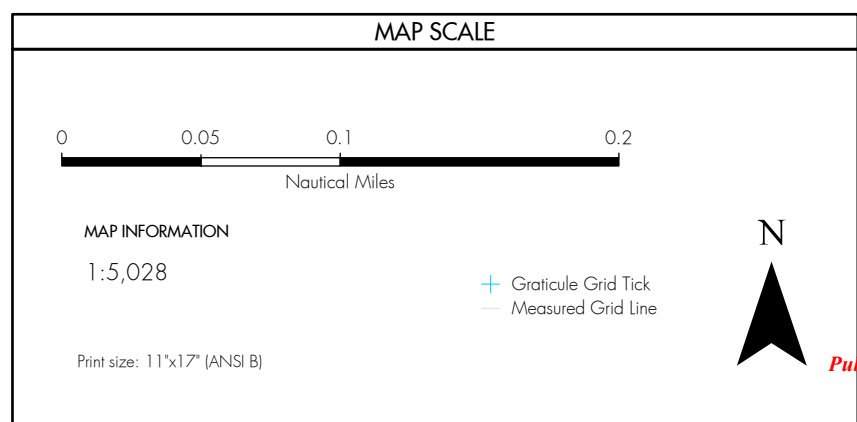 MAP SCALE
0 0.05 0.1 0.2
Nautical Miles
MAP INFORMATION
1:5,028
Graticule Grid Tick
Measured Grid Line
N
Print size: 11"x17" (ANSI B)